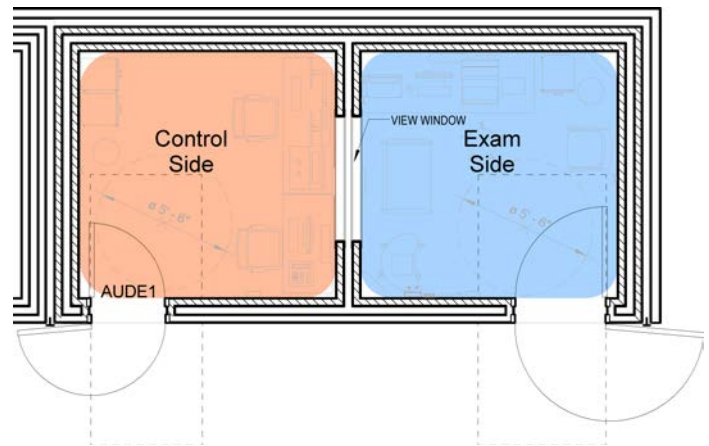 Control
Side
VIEW WINDOW
Exam
Side
ø 5' - 6"
ø 5' - 6"
AUDE1